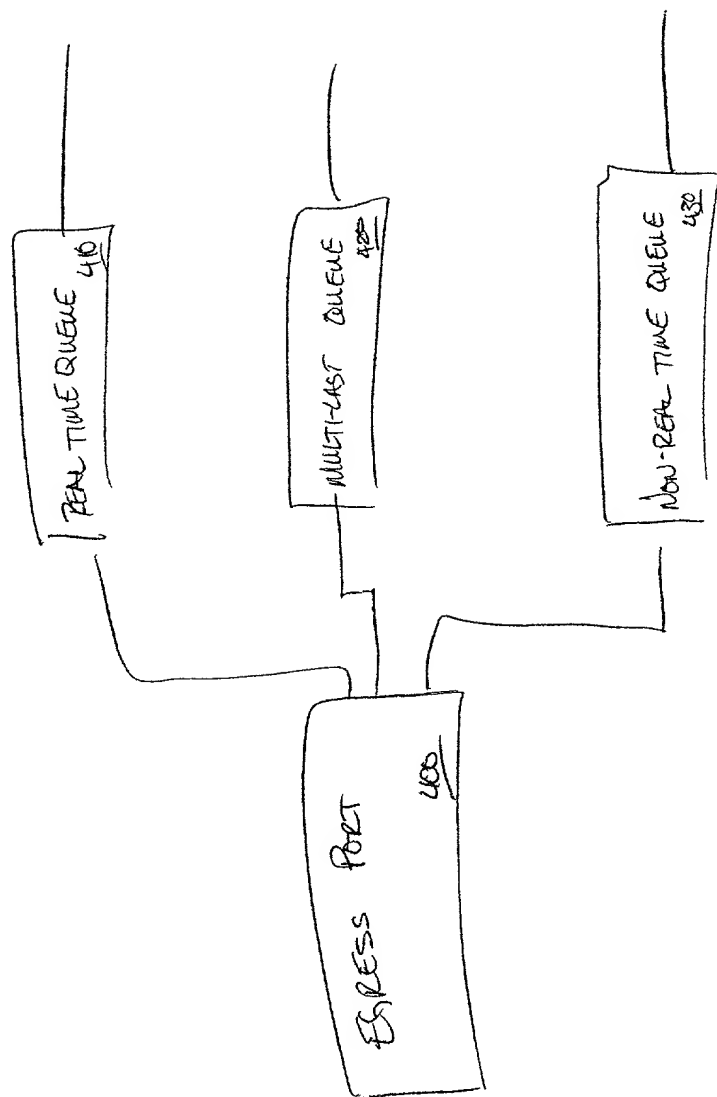 REAL TIME QUEUE
410
MULTI-CAST QUEUE
420
NON-REAL TIME QUEUE
430
EGRESS PORT
400